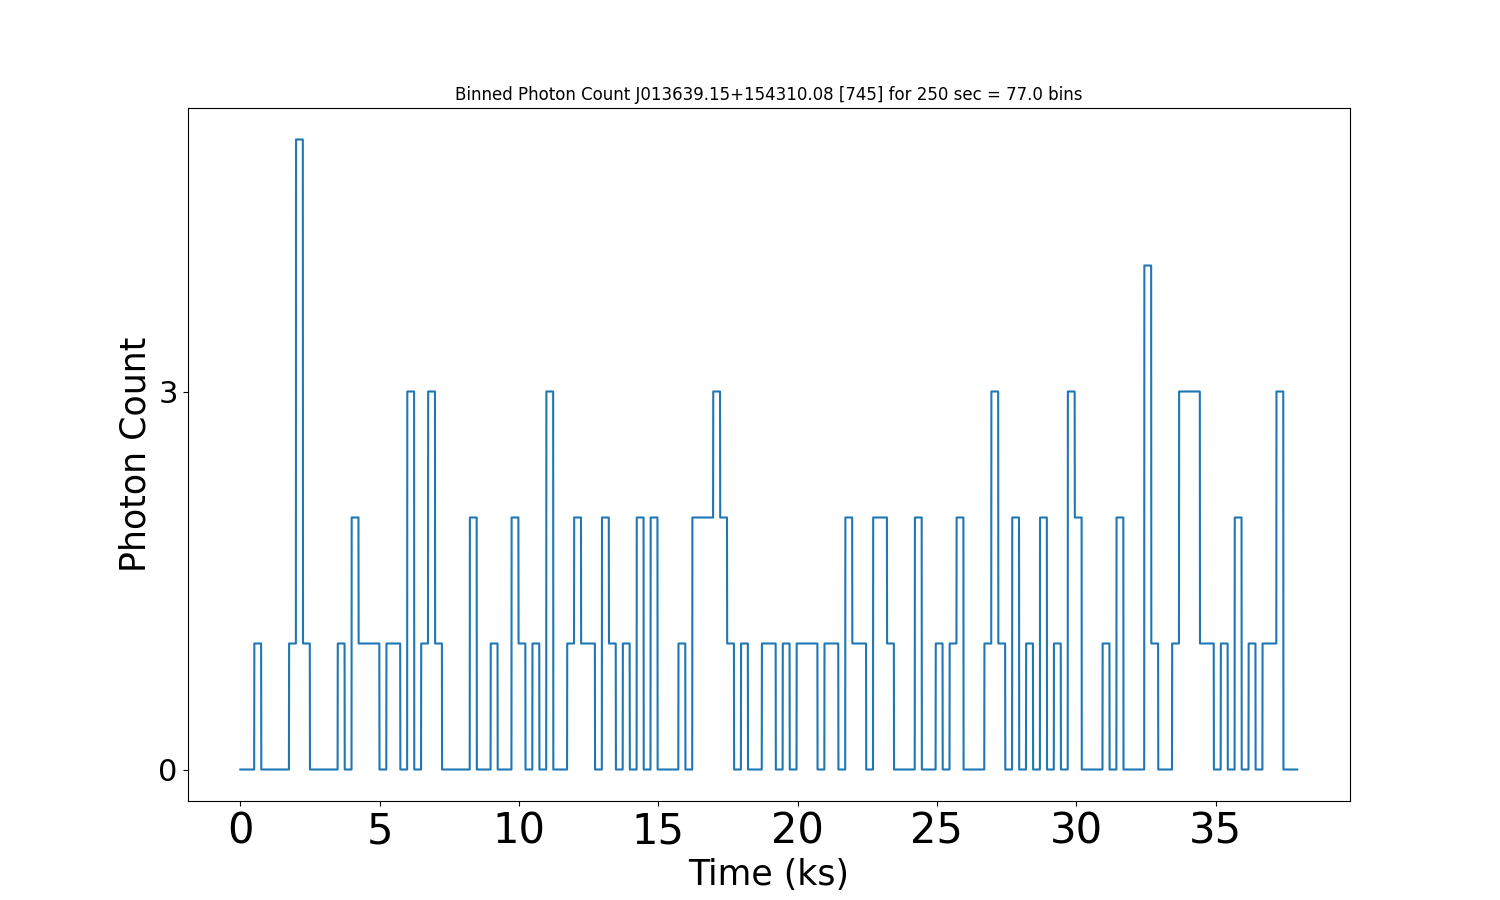 Binned Photon Count J013639.15+154310.08 [745] for 250 sec = 77.0 bins
Photon Count
3
0
0 5 10 15 20 25 30 35
Time (ks)